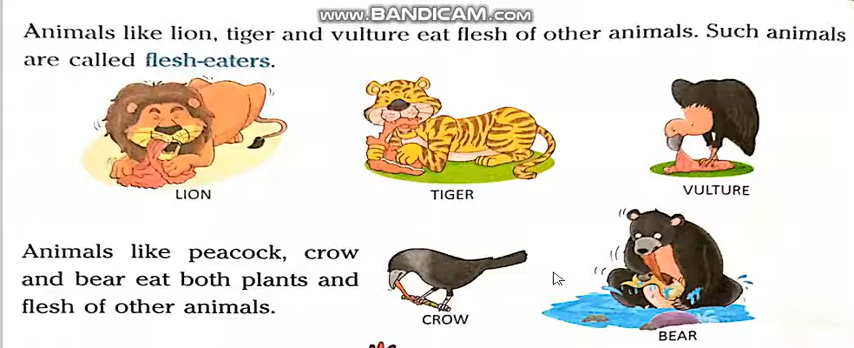 www.BANDICAM.com
Animals like lion, tiger and vulture eat flesh of other animals. Such animals
are called flesh-eaters.
LION
TIGER
VULTURE
Animals like peacock, crow
and bear eat both plants and
flesh of other animals.
CROW
BEAR